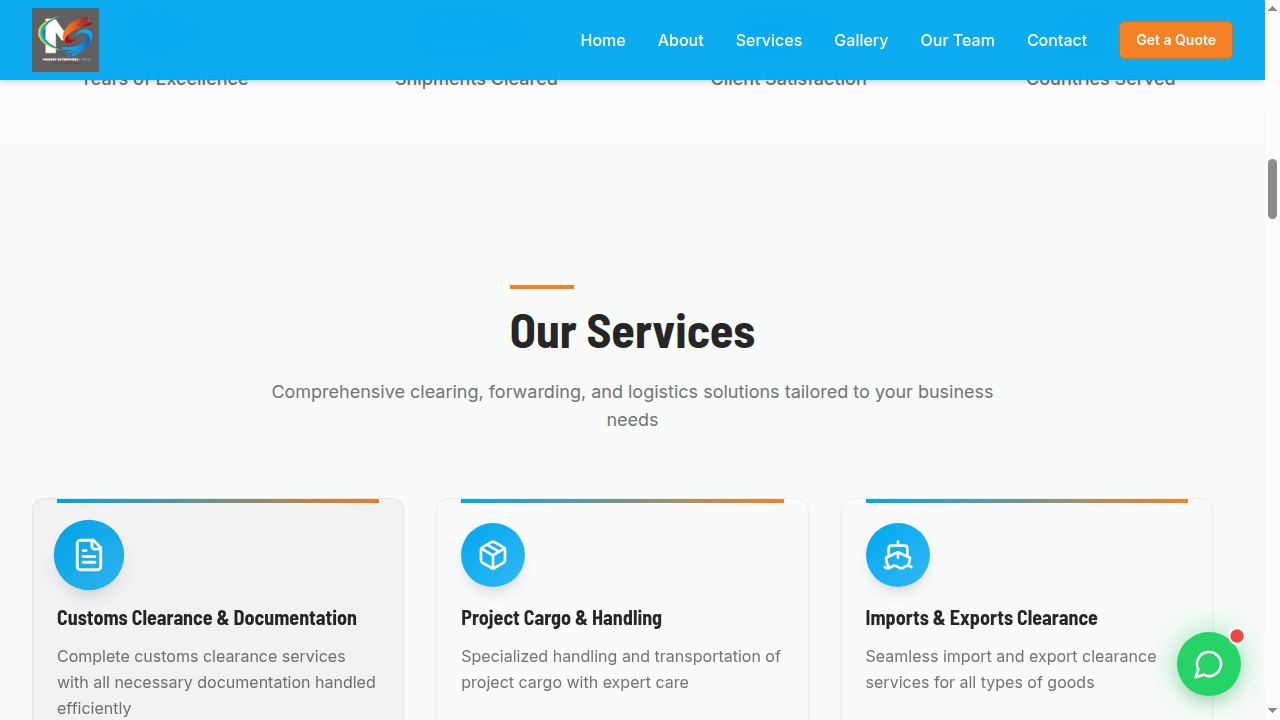 Home About Services Gallery Our Team Contact Get a Quote
Years of Excellence Shipments Cleared Client Satisfaction Countries Served
Our Services
Comprehensive clearing, forwarding, and logistics solutions tailored to your business
needs
Customs Clearance & Documentation
Complete customs clearance services
with all necessary documentation handled
efficiently
Project Cargo & Handling
Specialized handling and transportation of
project cargo with expert care
Imports & Exports Clearance
Seamless import and export clearance
services for all types of goods